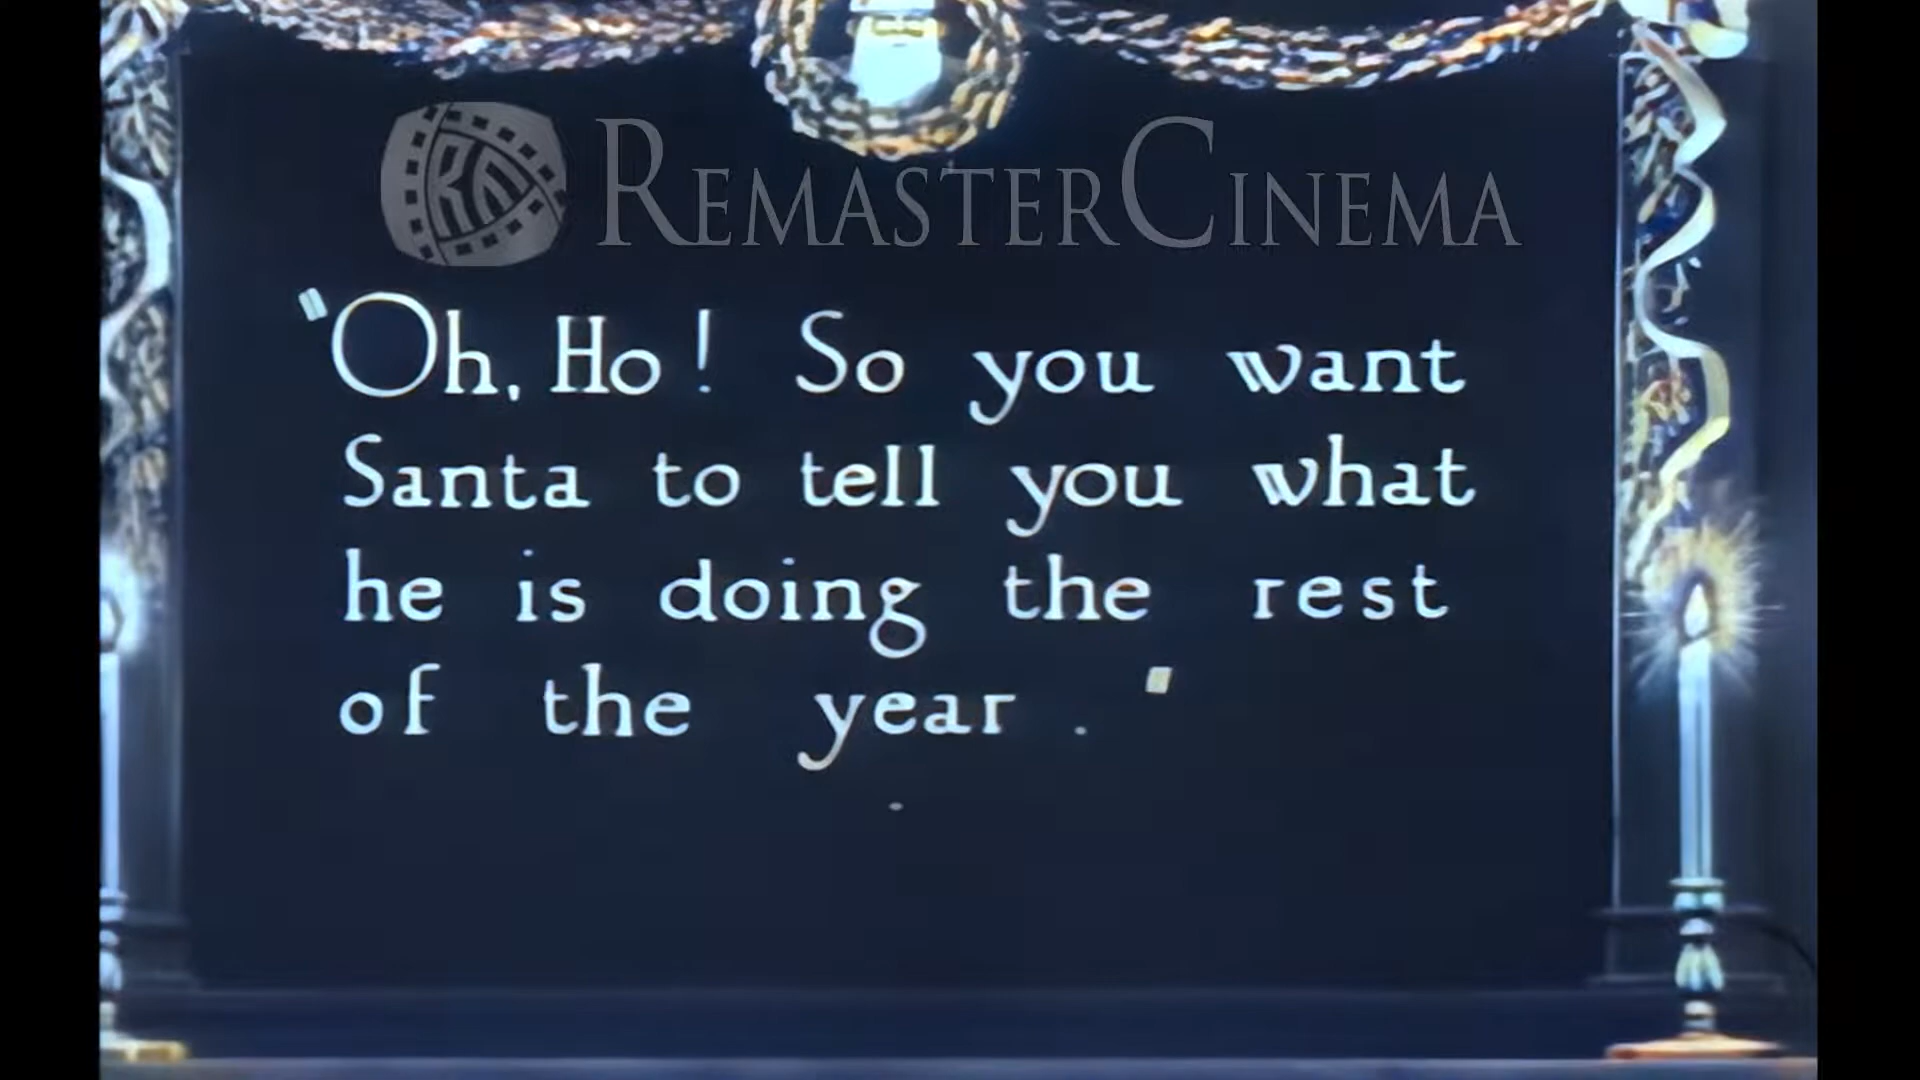 REMASTERCINEMA
"Oh, Ho! So you want
Santa to tell you what
he is doing the rest
of the year."